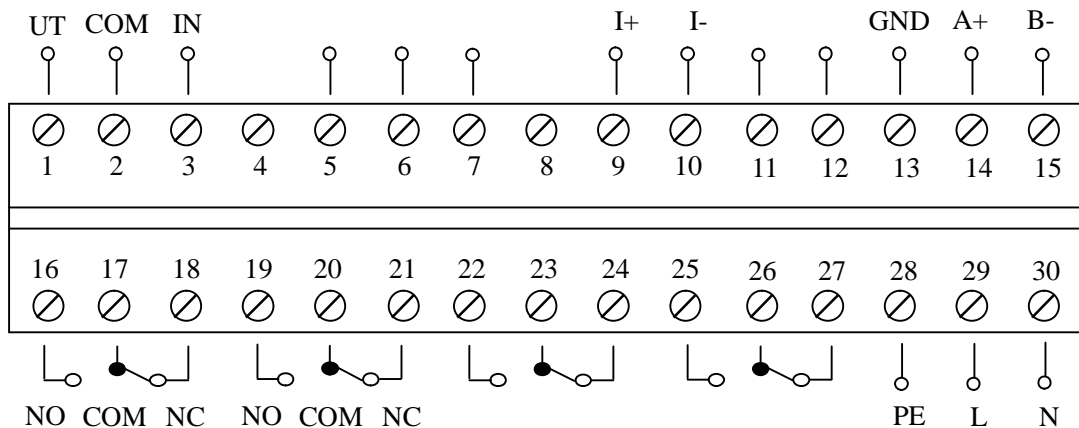 UT COM IN I+ I- GND A+ B-
1 2 3 4 5 6 7 8 9 10 11 12 13 14 15
16 17 18 19 20 21 22 23 24 25 26 27 28 29 30
NO COM NC NO COM NC PE L N